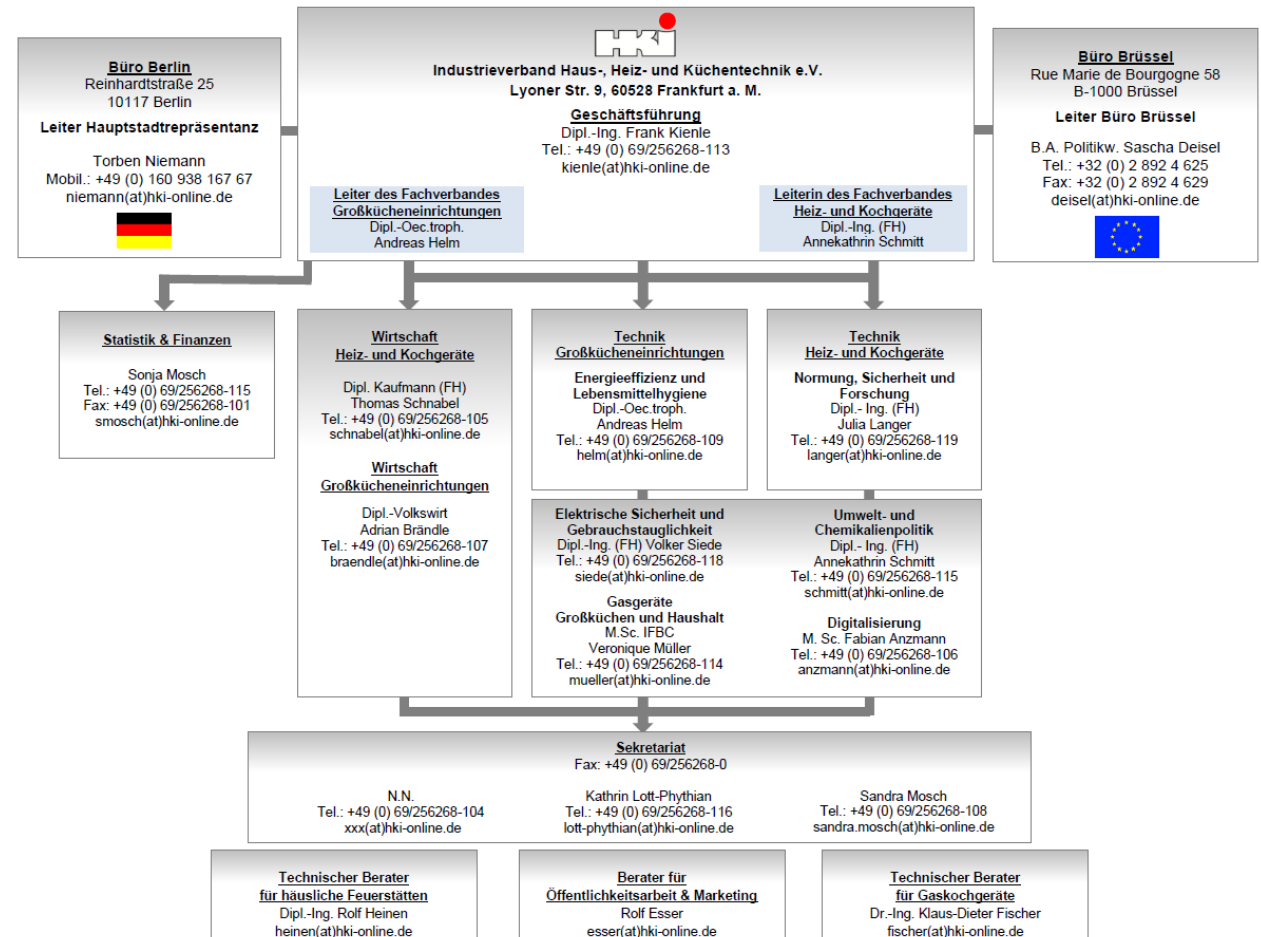 Büro Berlin
Reinhardtstraße 25
10117 Berlin
Leiter Hauptstadtrepräsentanz
Torben Niemann
Mobil.: +49 (0) 160 938 167 67
niemann(at)hki-online.de
HKI
Industrieverband Haus-, Heiz- und Küchentechnik e.V.
Lyoner Str. 9, 60528 Frankfurt a. M.
Geschäftsführung
Dipl.-Ing. Frank Kienle
Tel.: +49 (0) 69/256268-113
kienle(at)hki-online.de
Leiter des Fachverbandes
Großkücheneinrichtungen
Dipl.-Oec.troph.
Andreas Helm
Leiterin des Fachverbandes
Heiz- und Kochgeräte
Dipl.-Ing. (FH)
Annekathrin Schmitt
Büro Brüssel
Rue Marie de Bourgogne 58
B-1000 Brüssel
Leiter Büro Brüssel
B.A. Politikw. Sascha Deisel
Tel.: +32 (0) 2 892 4 625
Fax: +32 (0) 2 892 4 629
deisel(at)hki-online.de
Statistik & Finanzen
Sonja Mosch
Tel.: +49 (0) 69/256268-115
Fax: +49 (0) 69/256268-101
smosch(at)hki-online.de
Wirtschaft
Heiz- und Kochgeräte
Dipl. Kaufmann (FH)
Thomas Schnabel
Tel.: +49 (0) 69/256268-105
schnabel(at)hki-online.de
Wirtschaft
Großkücheneinrichtungen
Dipl.-Volkswirt
Adrian Brändle
Tel.: +49 (0) 69/256268-107
braendle(at)hki-online.de
Technik
Großkücheneinrichtungen
Energieeffizienz und
Lebensmittelhygiene
Dipl.-Oec.troph.
Andreas Helm
Tel.: +49 (0) 69/256268-109
helm(at)hki-online.de
Elektrische Sicherheit und
Gebrauchstauglichkeit
Dipl.-Ing. (FH) Volker Siede
Tel.: +49 (0) 69/256268-118
siede(at)hki-online.de
Gasgeräte
Großküchen und Haushalt
M.Sc. IFBC
Veronique Müller
Tel.: +49 (0) 69/256268-114
mueller(at)hki-online.de
Technik
Heiz- und Kochgeräte
Normung, Sicherheit und
Forschung
Dipl.- Ing. (FH)
Julia Langer
Tel.: +49 (0) 69/256268-119
langer(at)hki-online.de
Umwelt- und
Chemikalienpolitik
Dipl.- Ing. (FH)
Annekathrin Schmitt
Tel.: +49 (0) 69/256268-115
schmitt(at)hki-online.de
Digitalisierung
M. Sc. Fabian Anzmann
Tel.: +49 (0) 69/256268-106
anzmann(at)hki-online.de
Sekretariat
Fax: +49 (0) 69/256268-0
N.N.
Tel.: +49 (0) 69/256268-104
xxx(at)hki-online.de
Kathrin Lott-Phythian
Tel.: +49 (0) 69/256268-116
lott-phythian(at)hki-online.de
Sandra Mosch
Tel.: +49 (0) 69/256268-108
sandra.mosch(at)hki-online.de
Technischer Berater
für häusliche Feuerstätten
Dipl.-Ing. Rolf Heinen
heinen(at)hki-online.de
Berater für
Öffentlichkeitsarbeit & Marketing
Rolf Esser
esser(at)hki-online.de
Technischer Berater
für Gaskochgeräte
Dr.-Ing. Klaus-Dieter Fischer
fischer(at)hki-online.de